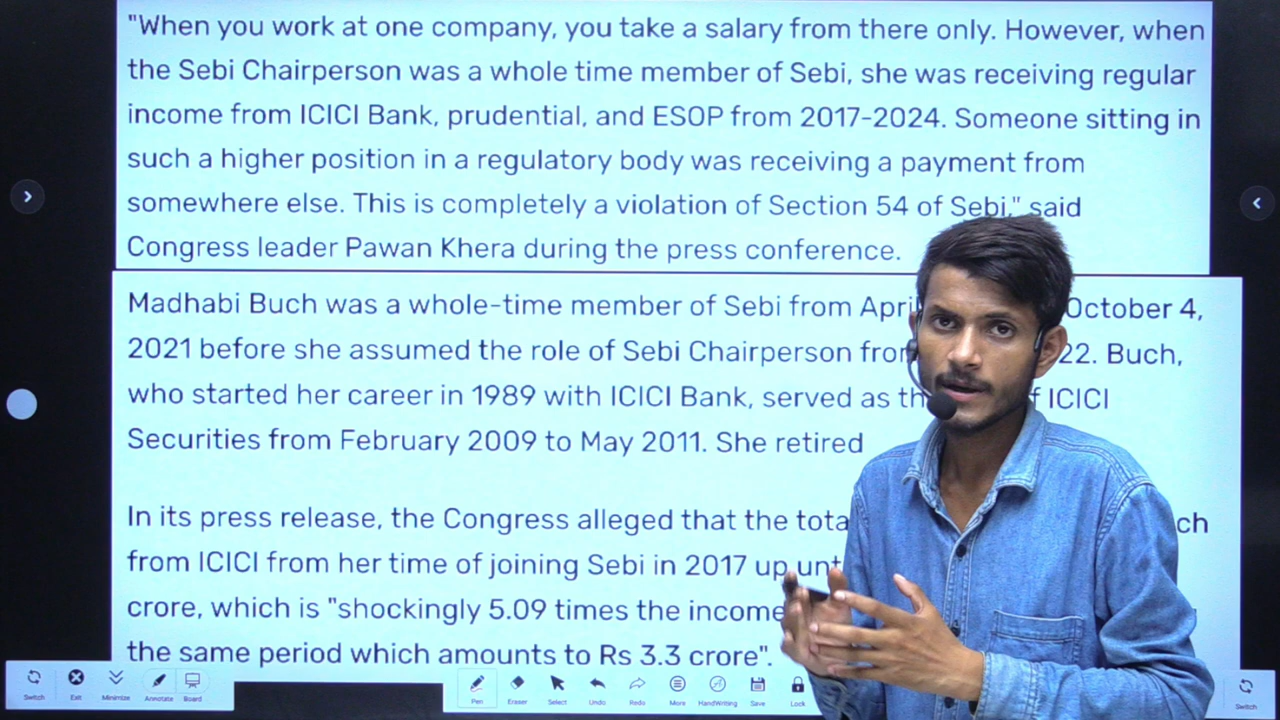 "When you work at one company, you take a salary from there only. However, when
the Sebi Chairperson was a whole time member of Sebi, she was receiving regular
income from ICICI Bank, prudential, and ESOP from 2017-2024. Someone sitting in
such a higher position in a regulatory body was receiving a payment from
somewhere else. This is completely a violation of Section 54 of Sebi," said
Congress leader Pawan Khera during the press conference.
Madhabi Buch was a whole-time member of Sebi from October 4,
2021 before she assumed the role of Sebi Chairperson Buch,
who started her career in 1989 with ICICI Bank, served as ICICI
Securities from February 2009 to May 2011. She retired
In its press release, the Congress alleged that the
from ICICI from her time of joining Sebi in 2017 up
crore, which is "shockingly 5.09 times the income
the same period which amounts to Rs 3.3 crore".
Switch Exit Minimize Annotate Board Pen Eraser Select Undo Redo More HandWriting Save Lock Switch